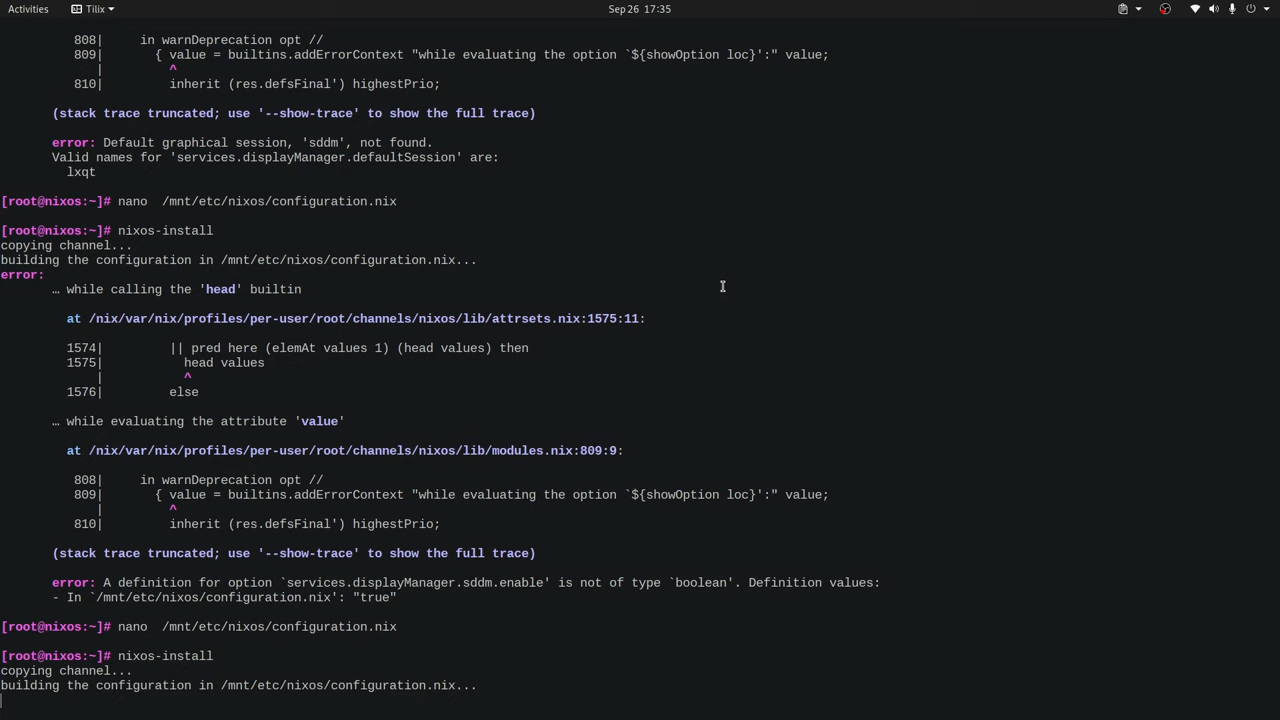 Activities Tilix Sep 26 17:35
808| in warnDeprecation opt //
809| { value = builtins.addErrorContext "while evaluating the option `${showOption loc}':" value;
| ^
810| inherit (res.defsFinal') highestPrio;
(stack trace truncated; use '--show-trace' to show the full trace)
error: Default graphical session, 'sddm', not found.
Valid names for 'services.displayManager.defaultSession' are:
lxqt
[root@nixos:~]# nano  /mnt/etc/nixos/configuration.nix
[root@nixos:~]# nixos-install
copying channel...
building the configuration in /mnt/etc/nixos/configuration.nix...
error:
… while calling the 'head' builtin
at /nix/var/nix/profiles/per-user/root/channels/nixos/lib/attrsets.nix:1575:11:
1574| || pred here (elemAt values 1) (head values) then
1575| head values
| ^
1576| else
… while evaluating the attribute 'value'
at /nix/var/nix/profiles/per-user/root/channels/nixos/lib/modules.nix:809:9:
808| in warnDeprecation opt //
809| { value = builtins.addErrorContext "while evaluating the option `${showOption loc}':" value;
| ^
810| inherit (res.defsFinal') highestPrio;
(stack trace truncated; use '--show-trace' to show the full trace)
error: A definition for option `services.displayManager.sddm.enable' is not of type `boolean'. Definition values:
- In `/mnt/etc/nixos/configuration.nix': "true"
[root@nixos:~]# nano  /mnt/etc/nixos/configuration.nix
[root@nixos:~]# nixos-install
copying channel...
building the configuration in /mnt/etc/nixos/configuration.nix...